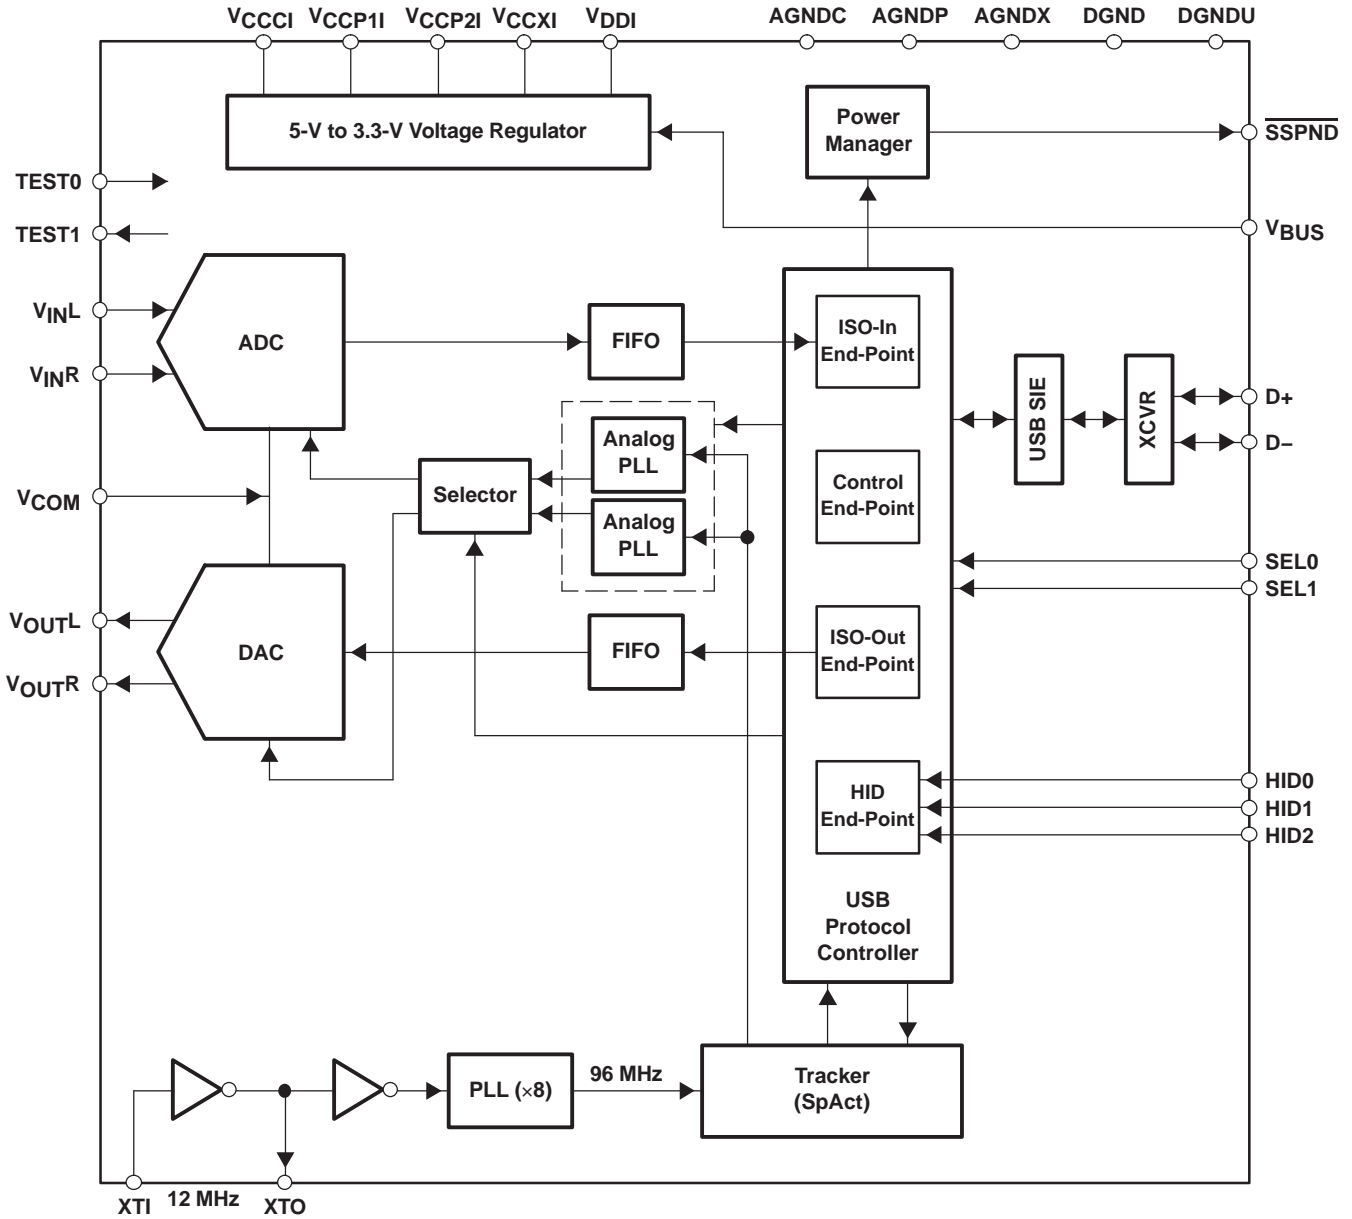 VCCCI VCCP1I VCCP2I VCCXI VDDI AGNDC AGNDP AGNDX DGND DGNDU
5-V to 3.3-V Voltage Regulator
Power
Manager
SSPND
TEST0
TEST1
VBUS
VINL
VINR
ADC
FIFO
ISO-In
End-Point
USB SIE
XCVR
D+
D–
Analog
PLL
Selector
Analog
PLL
Control
End-Point
VCOM
SEL0
SEL1
VOUTL
VOUTR
DAC
FIFO
ISO-Out
End-Point
HID
End-Point
HID0
HID1
HID2
USB
Protocol
Controller
PLL (×8)
96 MHz
Tracker
(SpAct)
XTI 12 MHz XTO